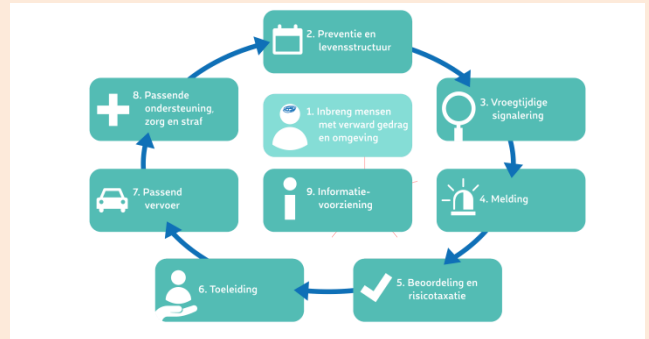 2. Preventie en
levensstructuur
8. Passende
ondersteuning,
zorg en straf
1. Inbreng mensen
met verward gedrag
en omgeving
3. Vroegtijdige
signalering
7. Passend
vervoer
9. Informatie-
voorziening
4. Melding
6. Toeleiding
5. Beoordeling en
risicotaxatie